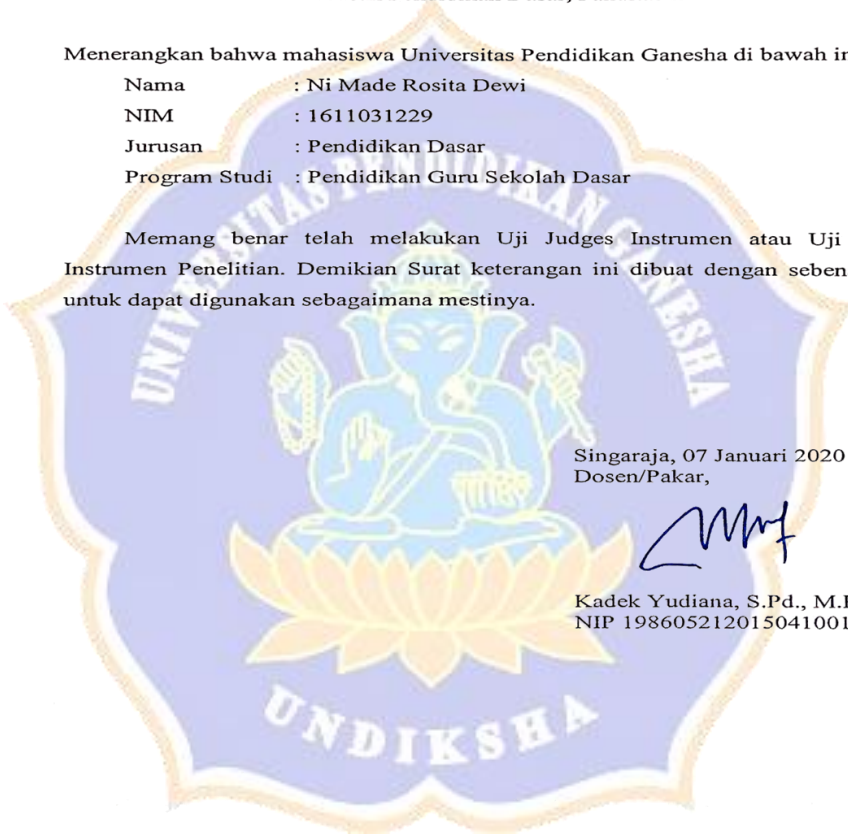 Menerangkan bahwa mahasiswa Universitas Pendidikan Ganesha di bawah
Nama : Ni Made Rosita Dewi
NIM : 1611031229
Jurusan : Pendidikan Dasar
Program Studi : Pendidikan Guru Sekolah Dasar
Memang benar telah melakukan Uji Judges Instrumen atau Uji
Instrumen Penelitian. Demikian Surat keterangan ini dibuat dengan
untuk dapat digunakan sebagaimana mestinya.
UNIVERSITAS PENDIDIKAN GANESHA
Singaraja, 07 Januari 2020
Dosen/Pakar,
Kadek Yudiana, S.Pd.,
NIP 198605212015041001
UNDIKSHA